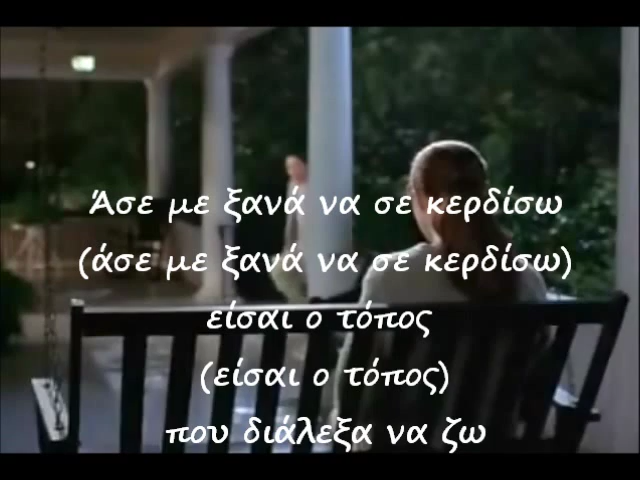 Άσε με ξανά να σε κερδίσω
(άσε με ξανά να σε κερδίσω)
είσαι ο τόπος
(είσαι ο τόπος)
που διάλεξα να ζω